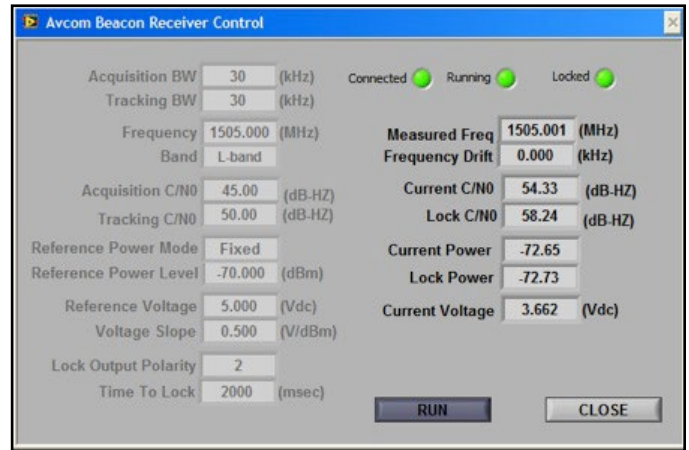 Avcom Beacon Receiver Control
Acquisition BW 30 (kHz)
Tracking BW 30 (kHz)
Frequency 1505.000 (MHz)
Band L-band
Acquisition C/N0 45.00 (dB-HZ)
Tracking C/N0 50.00 (dB-HZ)
Reference Power Mode Fixed
Reference Power Level -70.000 (dBm)
Reference Voltage 5.000 (Vdc)
Voltage Slope 0.500 (V/dBm)
Lock Output Polarity 2
Time To Lock 2000 (msec)
Connected Running Locked
Measured Freq 1505.001 (MHz)
Frequency Drift 0.000 (kHz)
Current C/N0 54.33 (dB-HZ)
Lock C/N0 58.24 (dB-HZ)
Current Power -72.65
Lock Power -72.73
Current Voltage 3.662 (Vdc)
RUN CLOSE